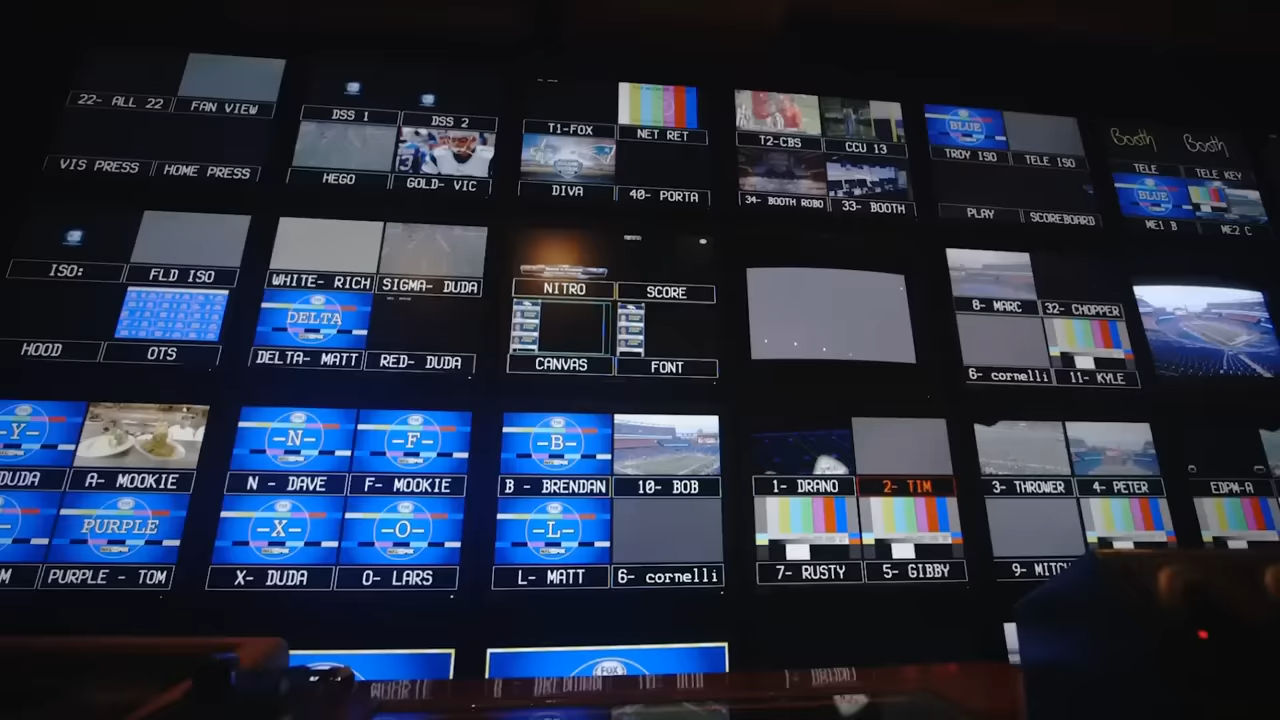 22- ALL 22
FAN VIEW
VIS PRESS
HOME PRESS
DSS 1
DSS 2
HEGO
GOLD- VIC
T1-FOX
NET RET
DIVA
40- PORTA
T2-CBS
CCU 13
34- BOOTH ROBO
33- BOOTH
BLUE
TROY ISO
TELE ISO
PLAY
SCOREBOARD
Booth
Booth
TELE
TELE KEY
BLUE
ME1 B
ME2 C
ISO:
FLD ISO
HOOD
OTS
WHITE- RICH
SIGMA- DUDA
DELTA
DELTA- MATT
RED- DUDA
NITRO
SCORE
CANVAS
FONT
8- MARC
32- CHOPPER
6- cornelli
11- KYLE
-Y-
DUDA
A- MOOKIE
PURPLE
M
PURPLE - TOM
-N-
-F-
N - DAVE
F- MOOKIE
-X-
-O-
X- DUDA
O- LARS
-B-
B - BRENDAN
10- BOB
-L-
L- MATT
6- cornelli
1- DRANO
2- TIM
7- RUSTY
5- GIBBY
3- THROWER
4- PETER
9- MITCH
EDPM-A
FOX